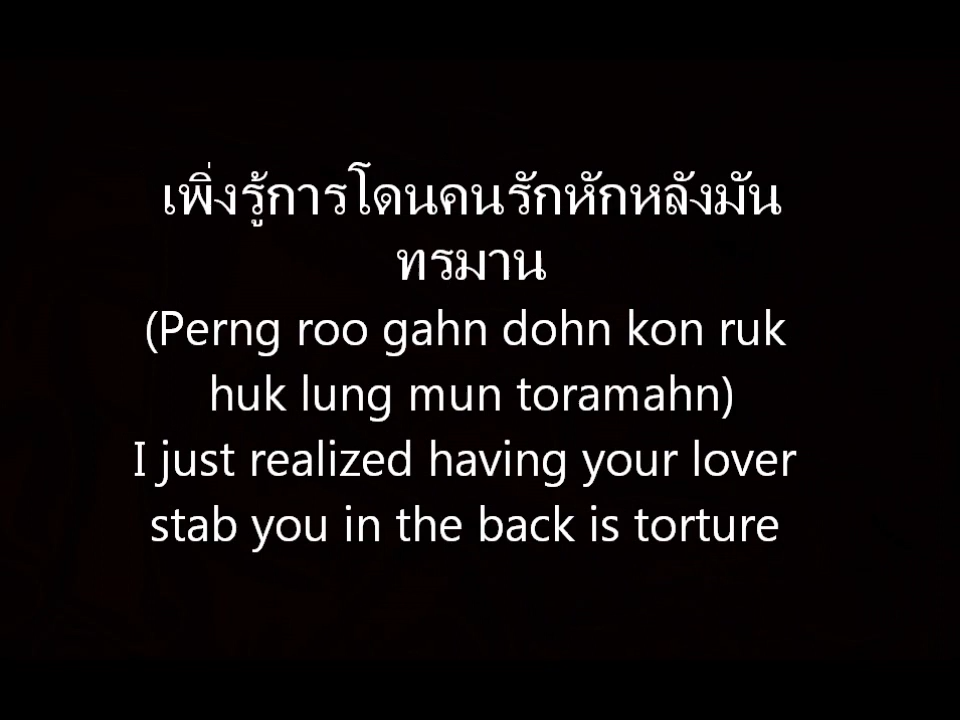 เพิ่งรู้การโดนคนรักหักหลังมัน
ทรมาน
(Perng roo gahn dohn kon ruk
huk lung mun toramahn)
I just realized having your lover
stab you in the back is torture